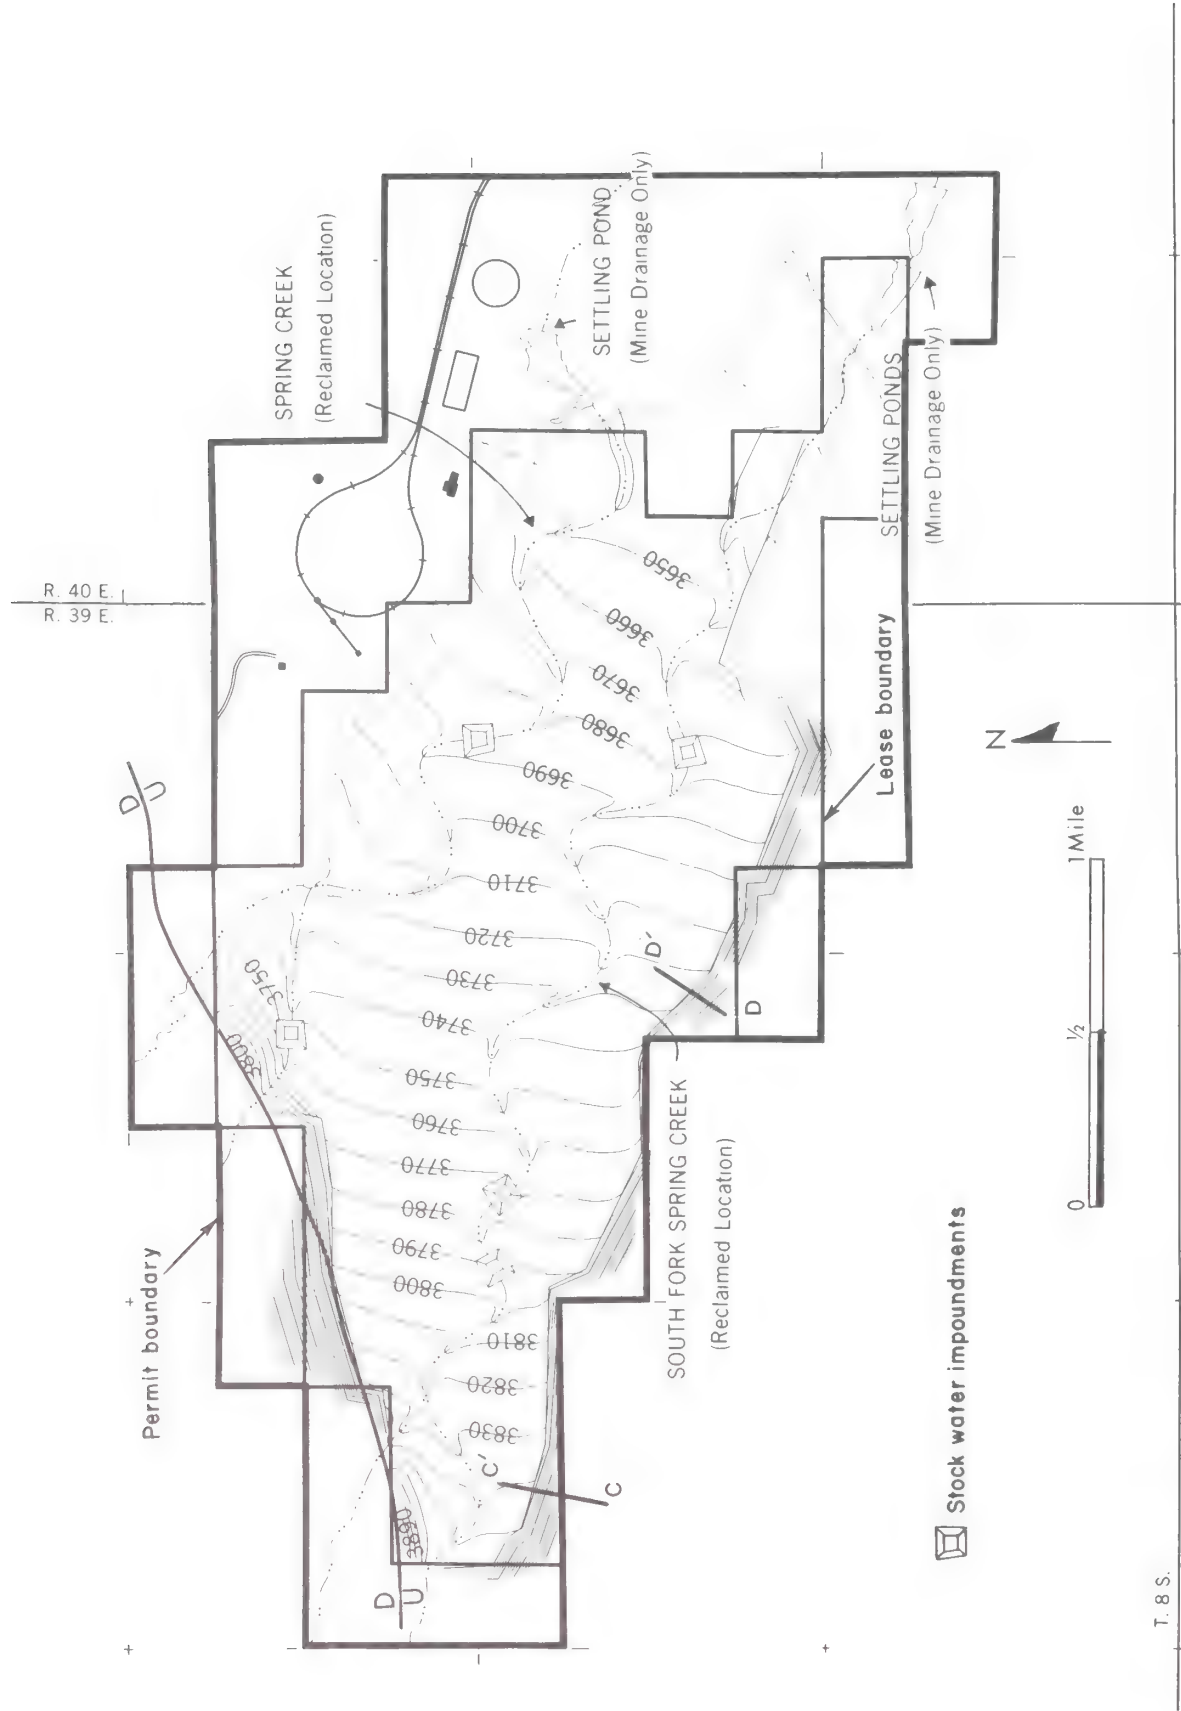 R. 40 E.
R. 39 E.
SPRING CREEK
(Reclaimed Location)
SETTLING POND
(Mine Drainage Only)
SETTLING PONDS
(Mine Drainage Only)
D
U
Permit boundary
3800
3750
3650
3660
3670
3680
3690
3700
3710
3720
3730
3740
3750
3760
3770
3780
3790
3800
3810
3820
3830
3890
D
U
C'
C
D'
D
SOUTH FORK SPRING CREEK
(Reclaimed Location)
Lease boundary
N
0
½
1 Mile
Stock water impoundments
T. 8 S.